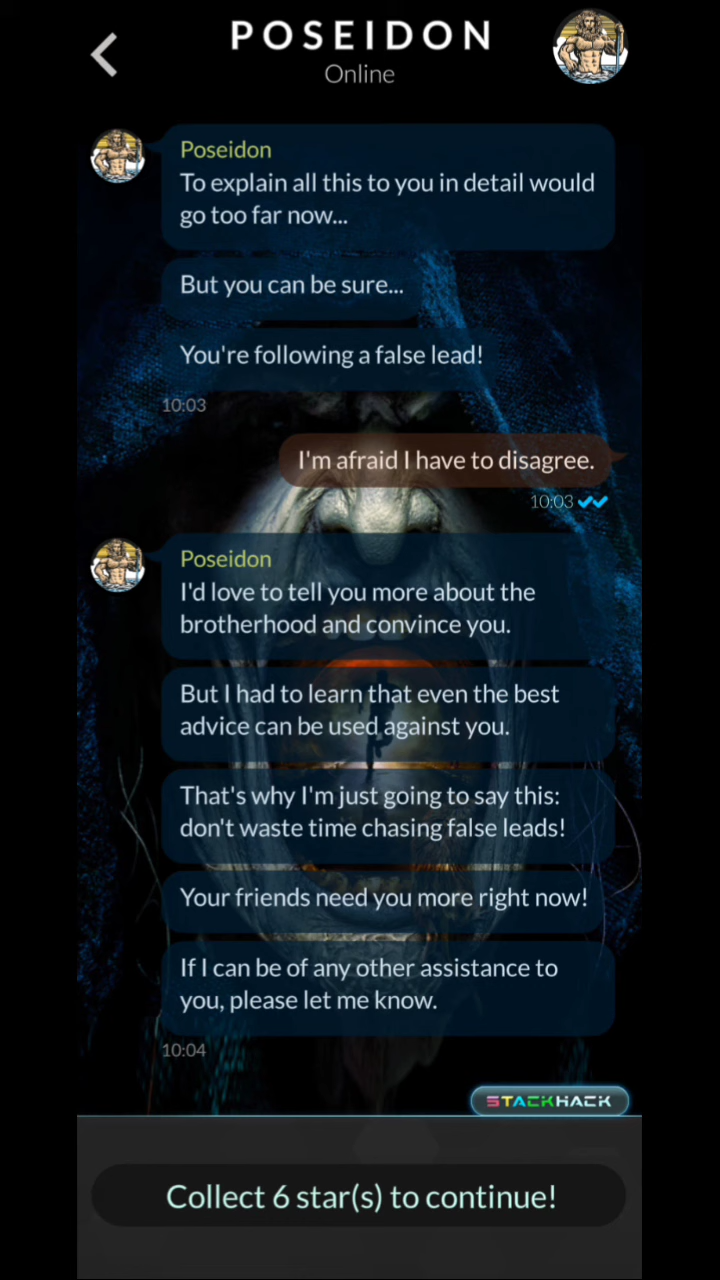 POSEIDON
Online
Poseidon
To explain all this to you in detail would
go too far now...
But you can be sure...
You're following a false lead!
10:03
I'm afraid I have to disagree.
10:03
Poseidon
I'd love to tell you more about the
brotherhood and convince you.
But I had to learn that even the best
advice can be used against you.
That's why I'm just going to say this:
don't waste time chasing false leads!
Your friends need you more right now!
If I can be of any other assistance to
you, please let me know.
10:04
STACKHACK
Collect 6 star(s) to continue!